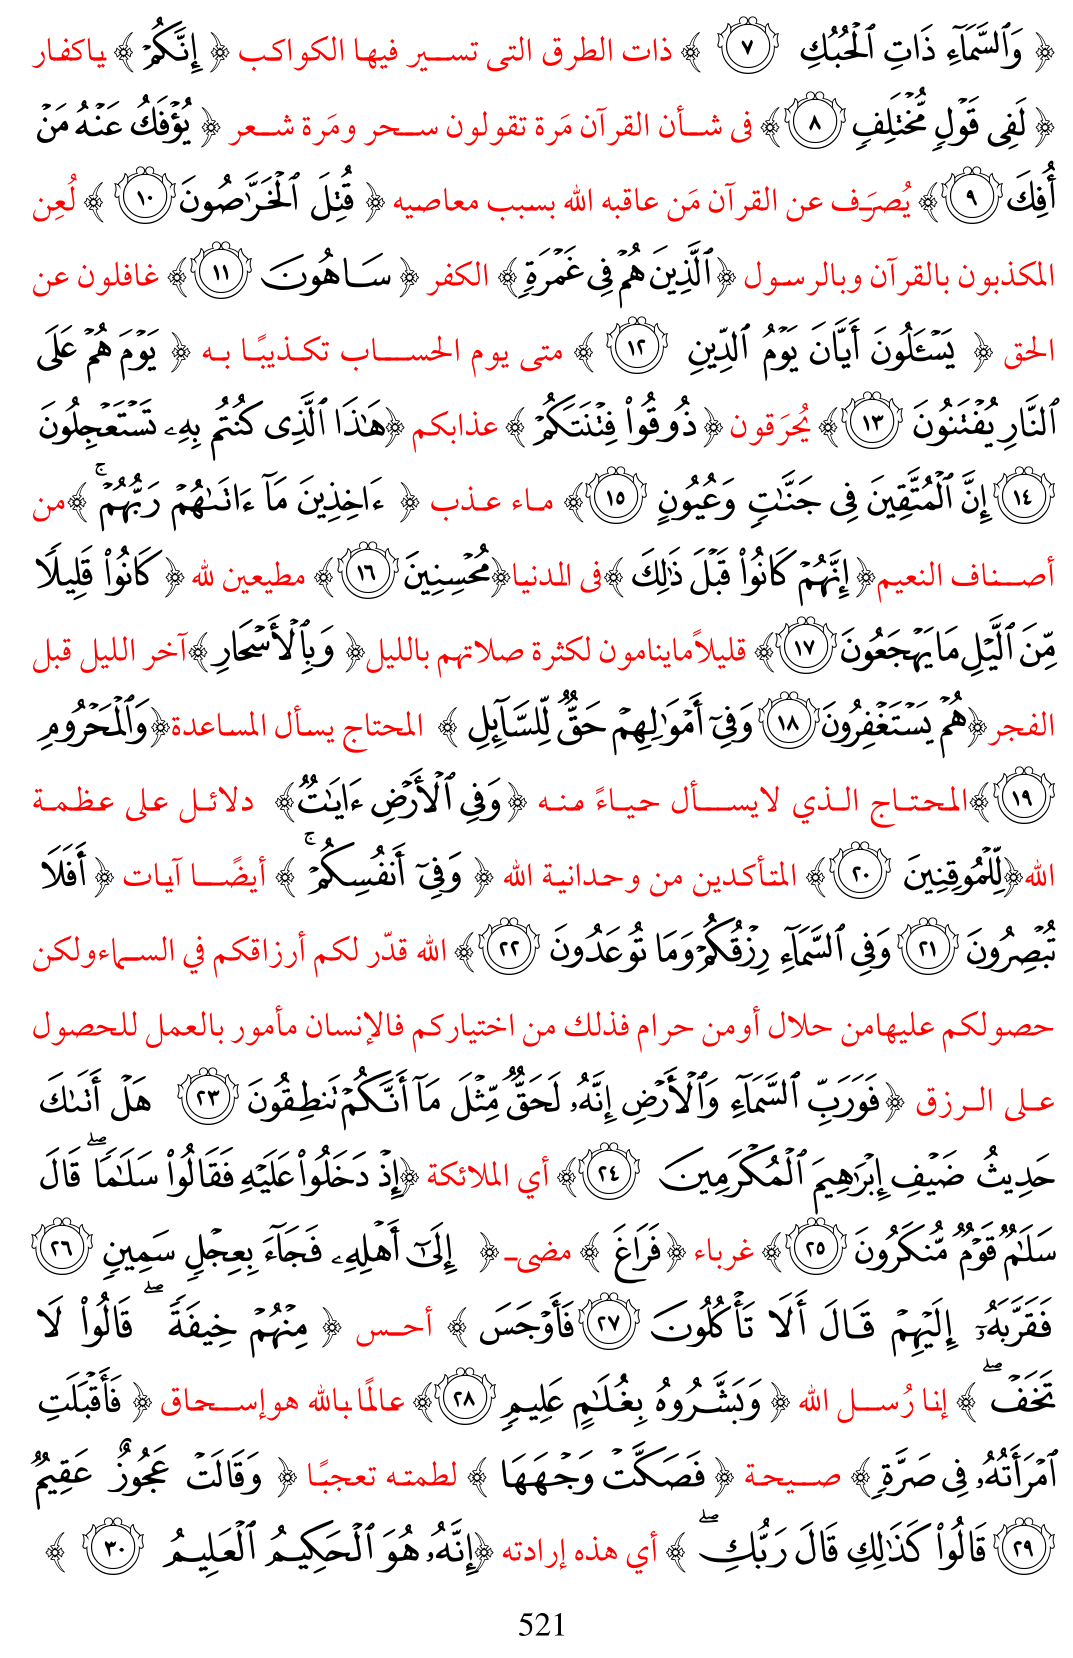 ﴿ وَٱلسَّمَآءِ ذَاتِ ٱلْحُبُكِ ٧ ﴾ ذات الطرق التى تسير فيها الكواكب ﴿ إِنَّكُمْ ﴾ ياكفار
﴿ لَفِى قَوْلٍ مُّخْتَلِفٍ ٨ ﴾ فى شأن القرآن مَرة تقولون سحر ومَرة شعر ﴿ يُؤْفَكُ عَنْهُ مَنْ
أُفِكَ ٩ ﴾ يُصرَف عن القرآن مَن عاقبه الله بسبب معاصيه ﴿ قُتِلَ ٱلْخَرَّٰصُونَ ١٠ ﴾ لُعِن
المكذبون بالقرآن وبالرسول ﴿ ٱلَّذِينَ هُمْ فِى غَمْرَةٍ ﴾ الكفر ﴿ سَاهُونَ ١١ ﴾ غافلون عن
الحق ﴿ يَسْـَٔلُونَ أَيَّانَ يَوْمُ ٱلدِّينِ ١٢ ﴾ متى يوم الحساب تكذيبًا به ﴿ يَوْمَ هُمْ عَلَى
ٱلنَّارِ يُفْتَنُونَ ١٣ ﴾ يُحرَقون ﴿ ذُوقُوا۟ فِتْنَتَكُمْ ﴾ عذابكم ﴿ هَٰذَا ٱلَّذِى كُنتُم بِهِۦ تَسْتَعْجِلُونَ
١٤ إِنَّ ٱلْمُتَّقِينَ فِى جَنَّٰتٍ وَعُيُونٍ ١٥ ﴾ ماء عذب ﴿ ءَاخِذِينَ مَآ ءَاتَىٰهُمْ رَبُّهُمْ ۚ ﴾ من
أصناف النعيم ﴿ إِنَّهُمْ كَانُوا۟ قَبْلَ ذَٰلِكَ ﴾ فى الدنيا ﴿ مُحْسِنِينَ ١٦ ﴾ مطيعين لله ﴿ كَانُوا۟ قَلِيلًا
مِّنَ ٱلَّيْلِ مَا يَهْجَعُونَ ١٧ ﴾ قليلاً ماينامون لكثرة صلاتهم بالليل ﴿ وَبِٱلْأَسْحَارِ ﴾ آخر الليل قبل
الفجر ﴿ هُمْ يَسْتَغْفِرُونَ ١٨ وَفِىٓ أَمْوَٰلِهِمْ حَقٌّ لِّلسَّآئِلِ ﴾ المحتاج يسأل المساعدة ﴿ وَٱلْمَحْرُومِ
١٩ ﴾ المحتاج الذي لايسأل حياءً منه ﴿ وَفِى ٱلْأَرْضِ ءَايَٰتٌ ﴾ دلائل على عظمة
الله ﴿ لِّلْمُوقِنِينَ ٢٠ ﴾ المتأكدين من وحدانية الله ﴿ وَفِىٓ أَنفُسِكُمْ ۚ ﴾ أيضًا آيات ﴿ أَفَلَا
تُبْصِرُونَ ٢١ وَفِى ٱلسَّمَآءِ رِزْقُكُمْ وَمَا تُوعَدُونَ ٢٢ ﴾ الله قدّر لكم أرزاقكم في السماء ولكن
حصولكم عليهامن حلال أومن حرام فذلك من اختياركم فالإنسان مأمور بالعمل للحصول
على الرزق ﴿ فَوَرَبِّ ٱلسَّمَآءِ وَٱلْأَرْضِ إِنَّهُۥ لَحَقٌّ مِّثْلَ مَآ أَنَّكُمْ تَنطِقُونَ ٢٣ هَلْ أَتَىٰكَ
حَدِيثُ ضَيْفِ إِبْرَٰهِيمَ ٱلْمُكْرَمِينَ ٢٤ ﴾ أي الملائكة ﴿ إِذْ دَخَلُوا۟ عَلَيْهِ فَقَالُوا۟ سَلَٰمًا ۖ قَالَ
سَلَٰمٌ قَوْمٌ مُّنكَرُونَ ٢٥ ﴾ غرباء ﴿ فَرَاغَ ﴾ مضى ﴿ إِلَىٰٓ أَهْلِهِۦ فَجَآءَ بِعِجْلٍ سَمِينٍ ٢٦
فَقَرَّبَهُۥٓ إِلَيْهِمْ قَالَ أَلَا تَأْكُلُونَ ٢٧ فَأَوْجَسَ ﴾ أحس ﴿ مِنْهُمْ خِيفَةً ۖ قَالُوا۟ لَا
تَخَفْ ۖ ﴾ إنا رُسل الله ﴿ وَبَشَّرُوهُ بِغُلَٰمٍ عَلِيمٍ ٢٨ ﴾ عالمًا بالله هو إسحاق ﴿ فَأَقْبَلَتِ
ٱمْرَأَتُهُۥ فِى صَرَّةٍ ﴾ صيحة ﴿ فَصَكَّتْ وَجْهَهَا ﴾ لطمته تعجبًا ﴿ وَقَالَتْ عَجُوزٌ عَقِيمٌ
٢٩ قَالُوا۟ كَذَٰلِكِ قَالَ رَبُّكِ ۖ ﴾ أي هذه إرادته ﴿ إِنَّهُۥ هُوَ ٱلْحَكِيمُ ٱلْعَلِيمُ ٣٠ ﴾
521